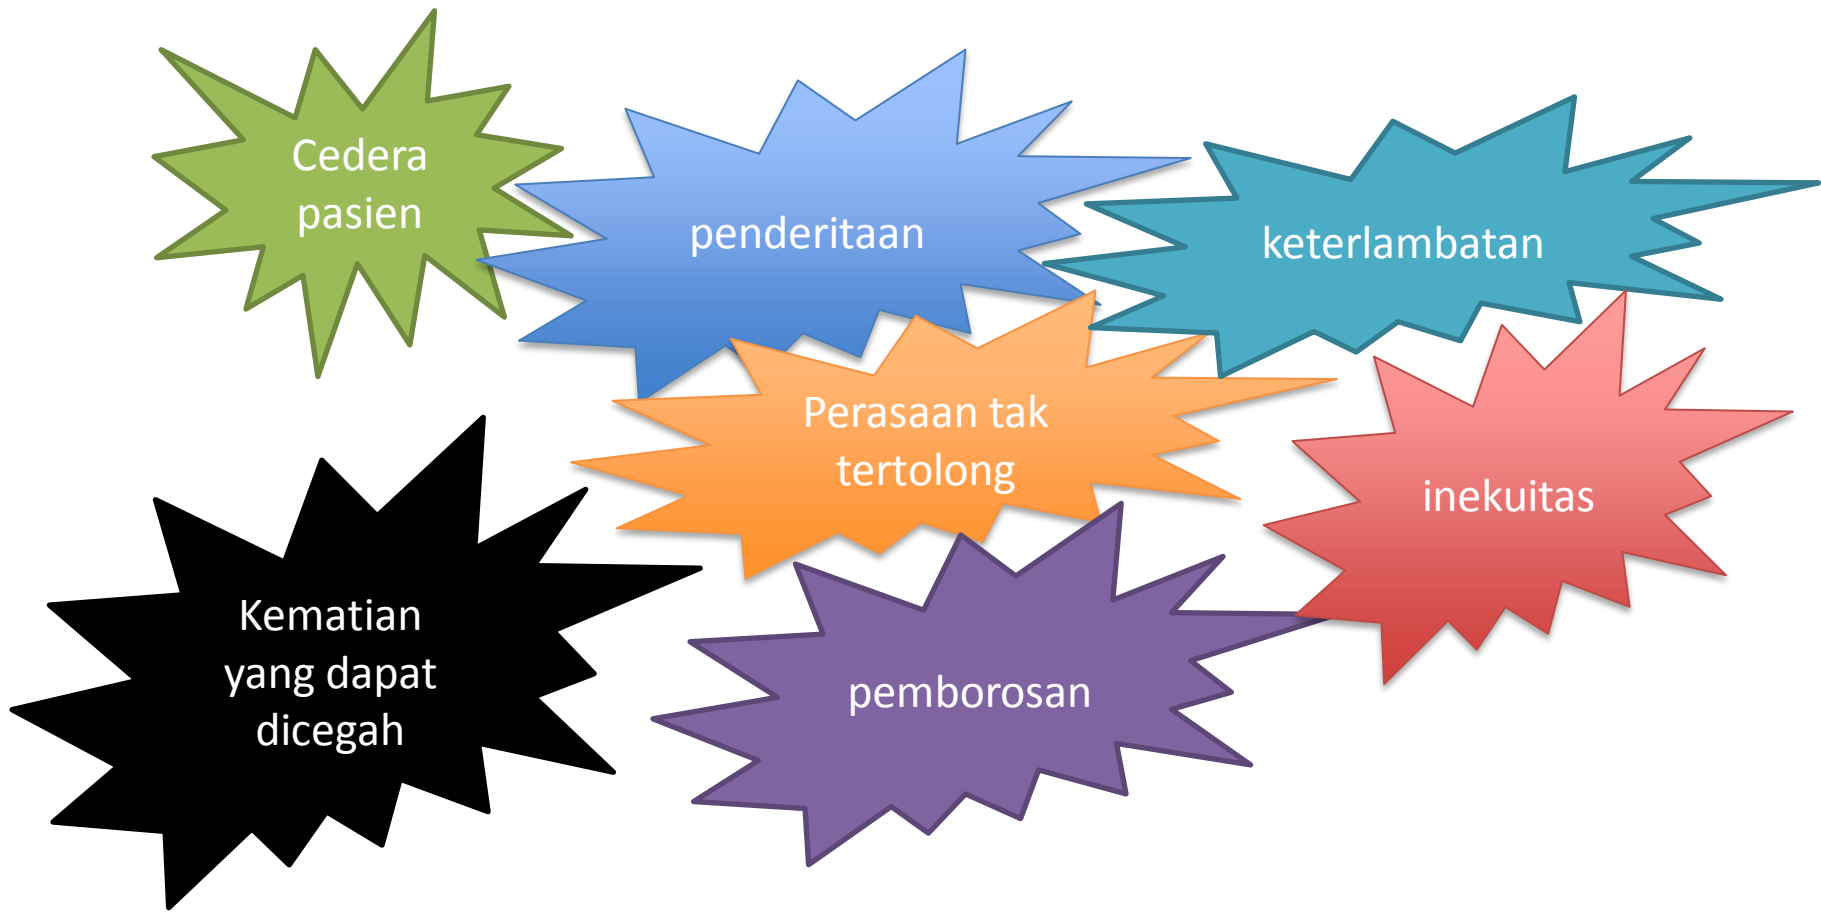 Cedera
pasien
penderitaan
keterlambatan
Perasaan tak
tertolong
inekuitas
Kematian
yang dapat
dicegah
pemborosan